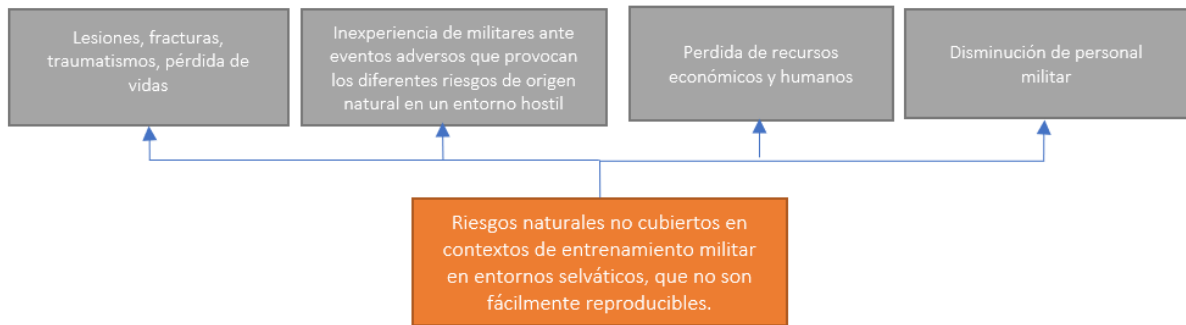 Lesiones, fracturas,
traumatismos, pérdida de
vidas
Inexperiencia de militares ante
eventos adversos que provocan
los diferentes riesgos de origen
natural en un entorno hostil
Perdida de recursos
económicos y humanos
Disminución de personal
militar
Riesgos naturales no cubiertos en
contextos de entrenamiento militar
en entornos selváticos, que no son
fácilmente reproducibles.